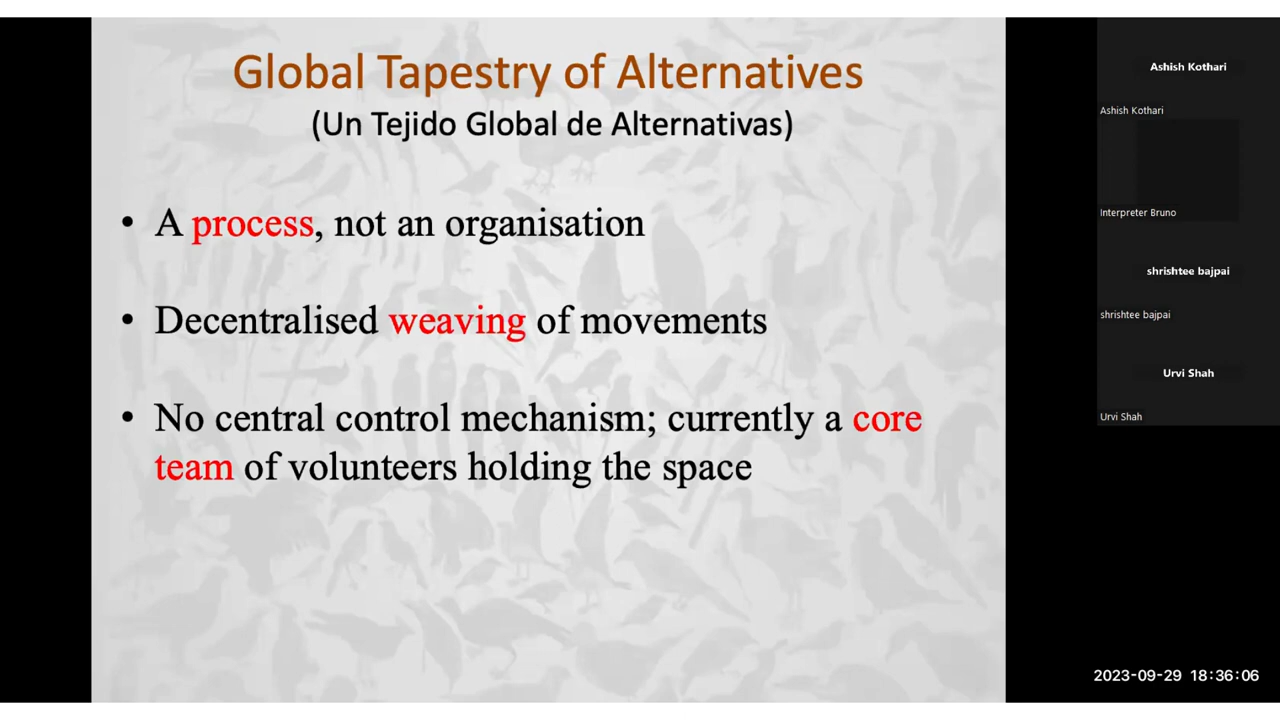 Global Tapestry of Alternatives
(Un Tejido Global de Alternativas)
• A process, not an organisation
• Decentralised weaving of movements
• No central control mechanism; currently a core
team of volunteers holding the space
Ashish Kothari
Ashish Kothari
Interpreter Bruno
shrishtee bajpai
shrishtee bajpai
Urvi Shah
Urvi Shah
2023-09-29 18:36:06